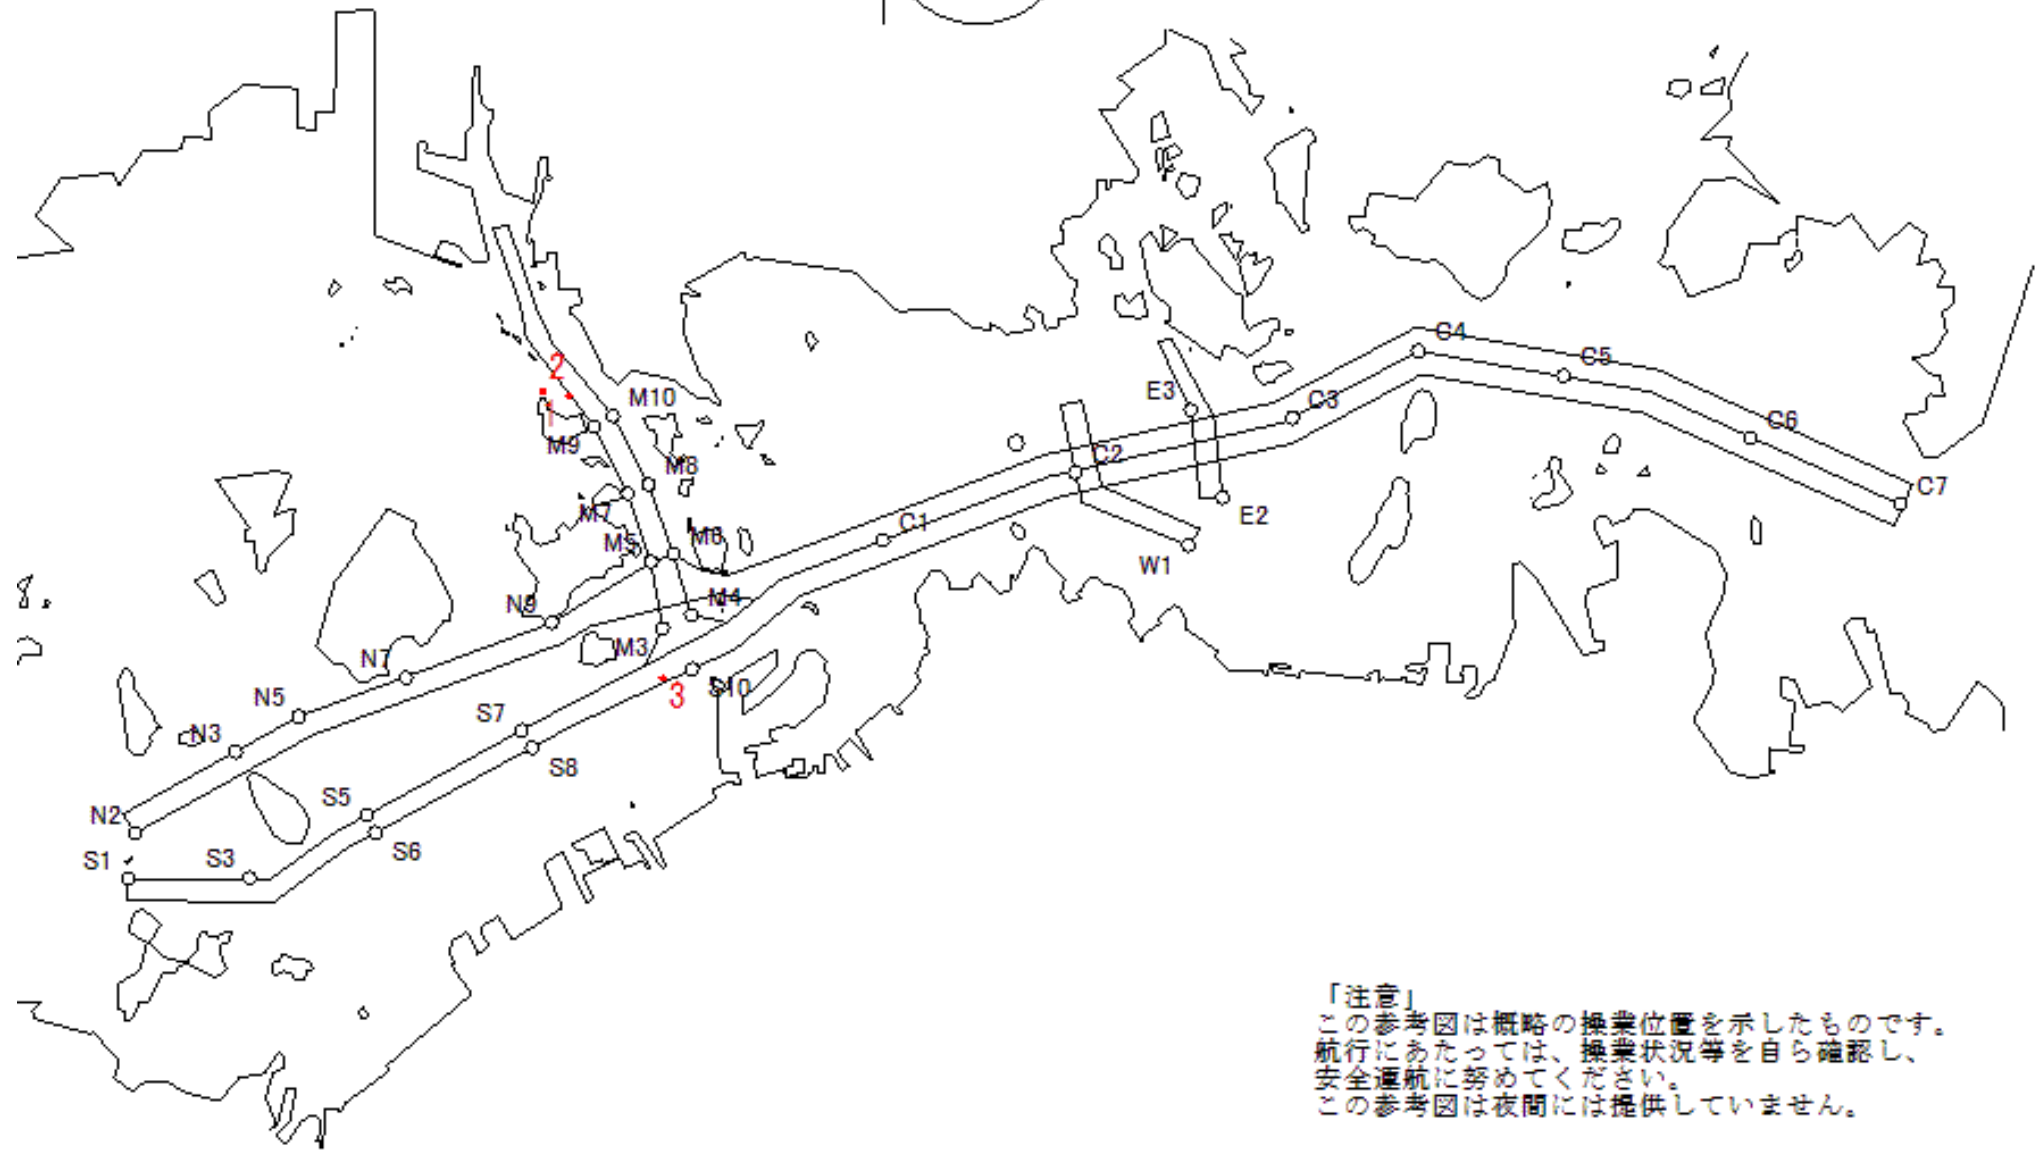 C4
C5
2
E3
M10
C3
1
C6
M9
C2
M8
C7
M7
E2
C1
M5
M6
W1
N9
M4
M3
N7
S10
3
N5
S7
N3
S8
S5
N2
S6
S1
S3
「注意」
この参考図は概略の操業位置を示したものです。
航行にあたっては、操業状況等を自ら確認し、
安全運航に努めてください。
この参考図は夜間には提供していません。